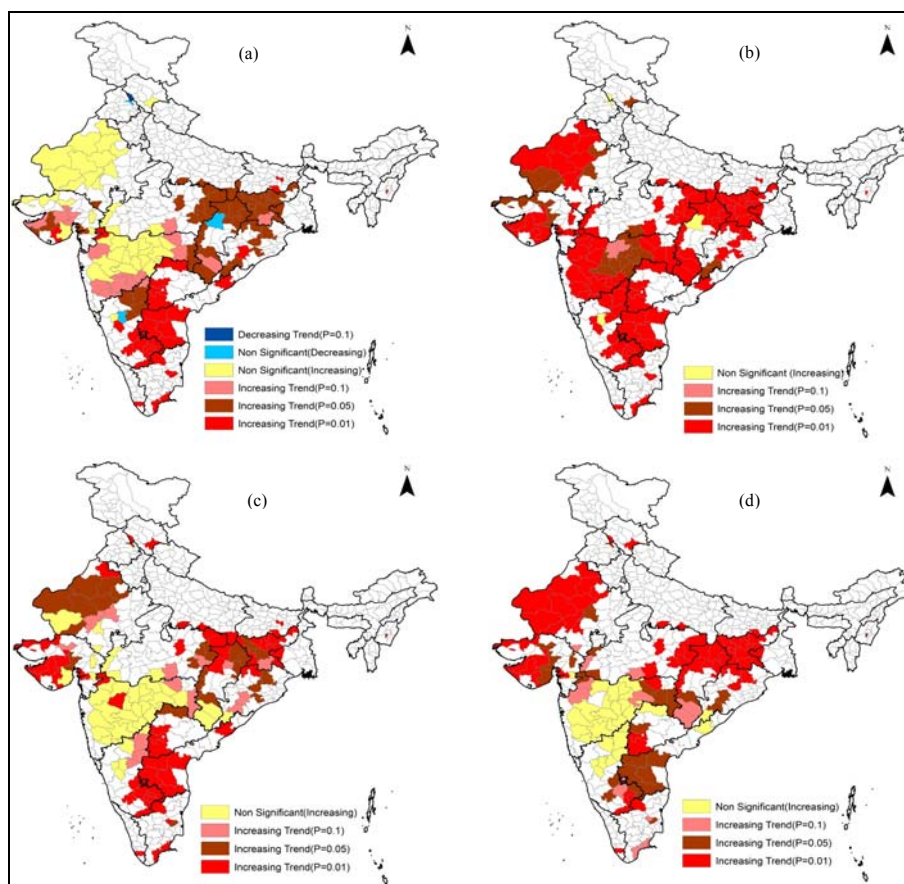 N
(a)
Decreasing Trend(P=0.1)
Non Significant(Decreasing)
Non Significant(Increasing)
Increasing Trend(P=0.1)
Increasing Trend(P=0.05)
Increasing Trend(P=0.01)
N
(b)
Non Significant (Increasing)
Increasing Trend(P=0.1)
Increasing Trend(P=0.05)
Increasing Trend(P=0.01)
N
(c)
Non Significant(Increasing)
Increasing Trend(P=0.1)
Increasing Trend(P=0.05)
Increasing Trend(P=0.01)
N
(d)
Non Significant(Increasing)
Increasing Trend(P=0.1)
Increasing Trend(P=0.05)
Increasing Trend(P=0.01)